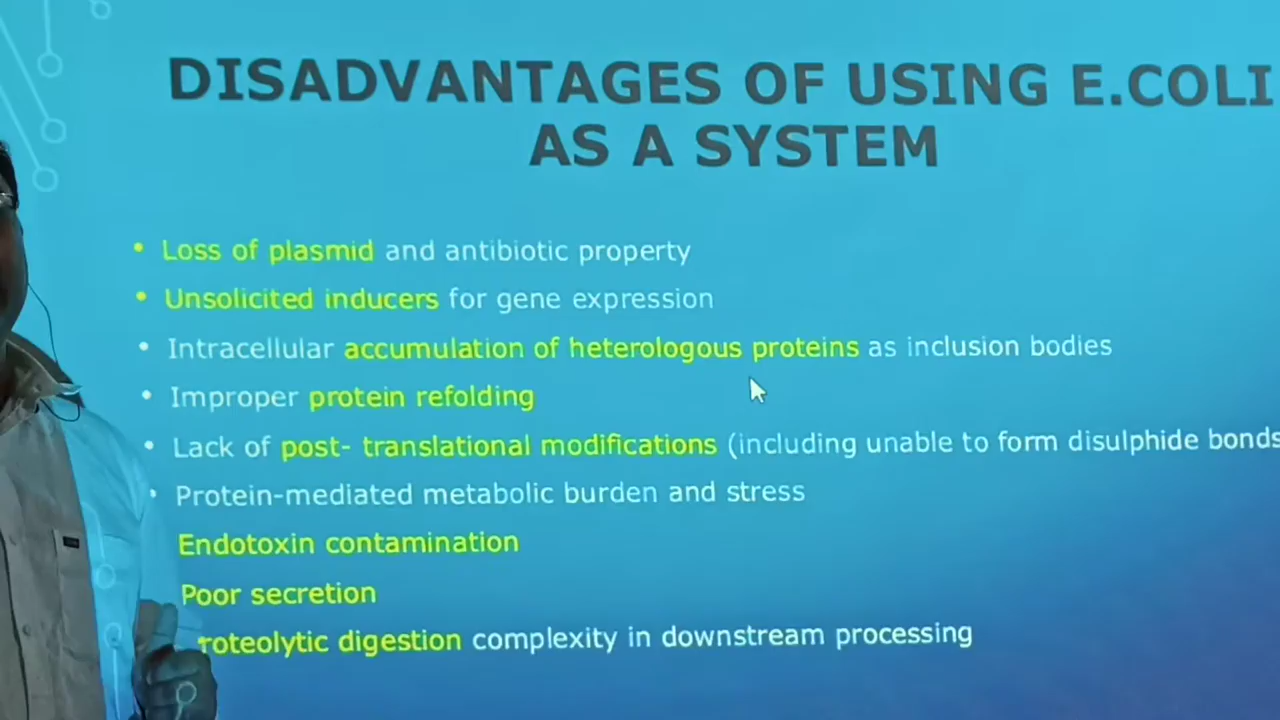 DISADVANTAGES OF USING E.COLI
AS A SYSTEM
• Loss of plasmid and antibiotic property
• Unsolicited inducers for gene expression
• Intracellular accumulation of heterologous proteins as inclusion bodies
• Improper protein refolding
• Lack of post- translational modifications (including unable to form disulphide bonds
• Protein-mediated metabolic burden and stress
Endotoxin contamination
Poor secretion
roteolytic digestion complexity in downstream processing